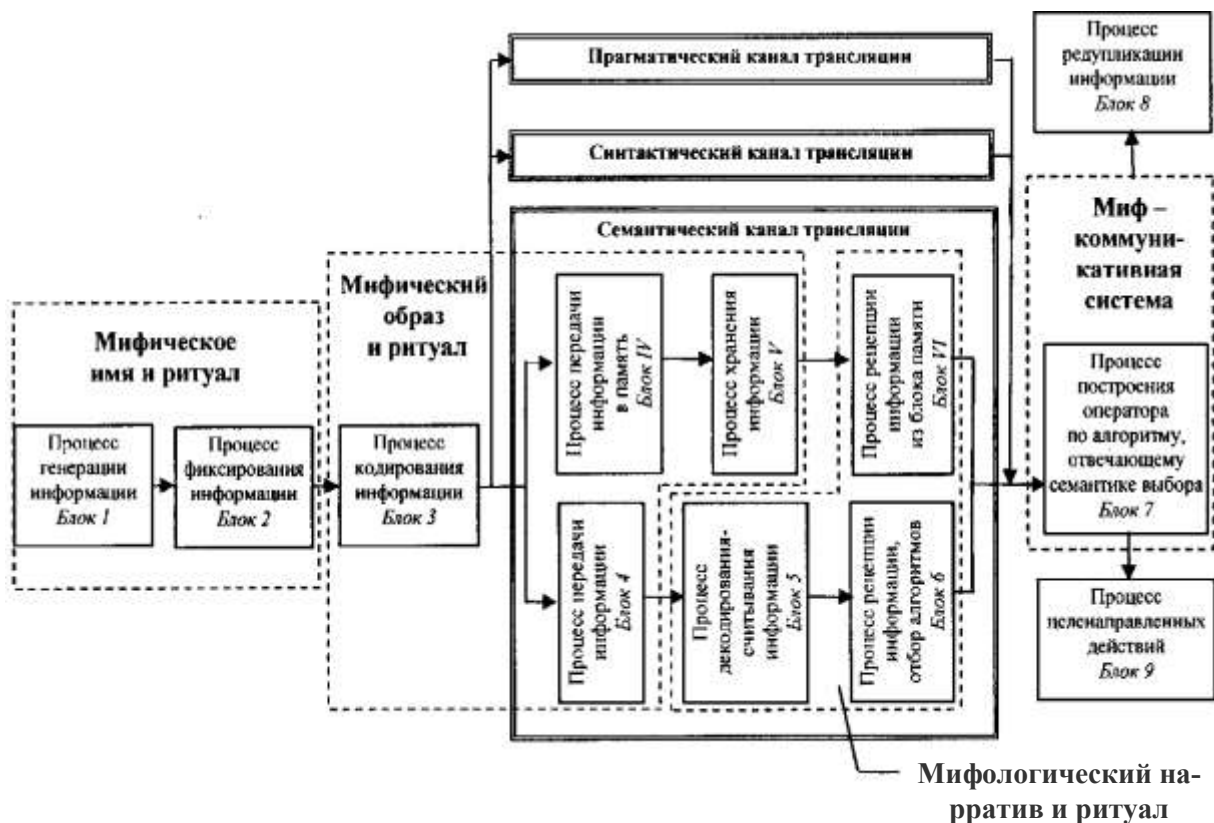 Прагматический канал трансляции
Синтактический канал трансляции
Семантический канал трансляции
Процесс
редупликации
информации
Блок 8
Миф –
коммуни-
кативная
система
Мифическое
имя и ритуал
Мифический
образ
и ритуал
Процесс
генерации
информации
Блок 1
Процесс
фиксирования
информации
Блок 2
Процесс
кодирования
информации
Блок 3
Процесс передачи
информации
в память
Блок IV
Процесс хранения
информации
Блок V
Процесс рецепции
информации
из блока памяти
Блок VI
Процесс передачи
информации
Блок 4
Процесс
декодирования-
считывания
информации
Блок 5
Процесс рецепции
информации,
отбор алгоритмов
Блок 6
Процесс
построения
оператора
по алгоритму,
отвечающему
семантике выбора
Блок 7
Процесс
целенаправленных
действий
Блок 9
Мифологический на-
рратив и ритуал